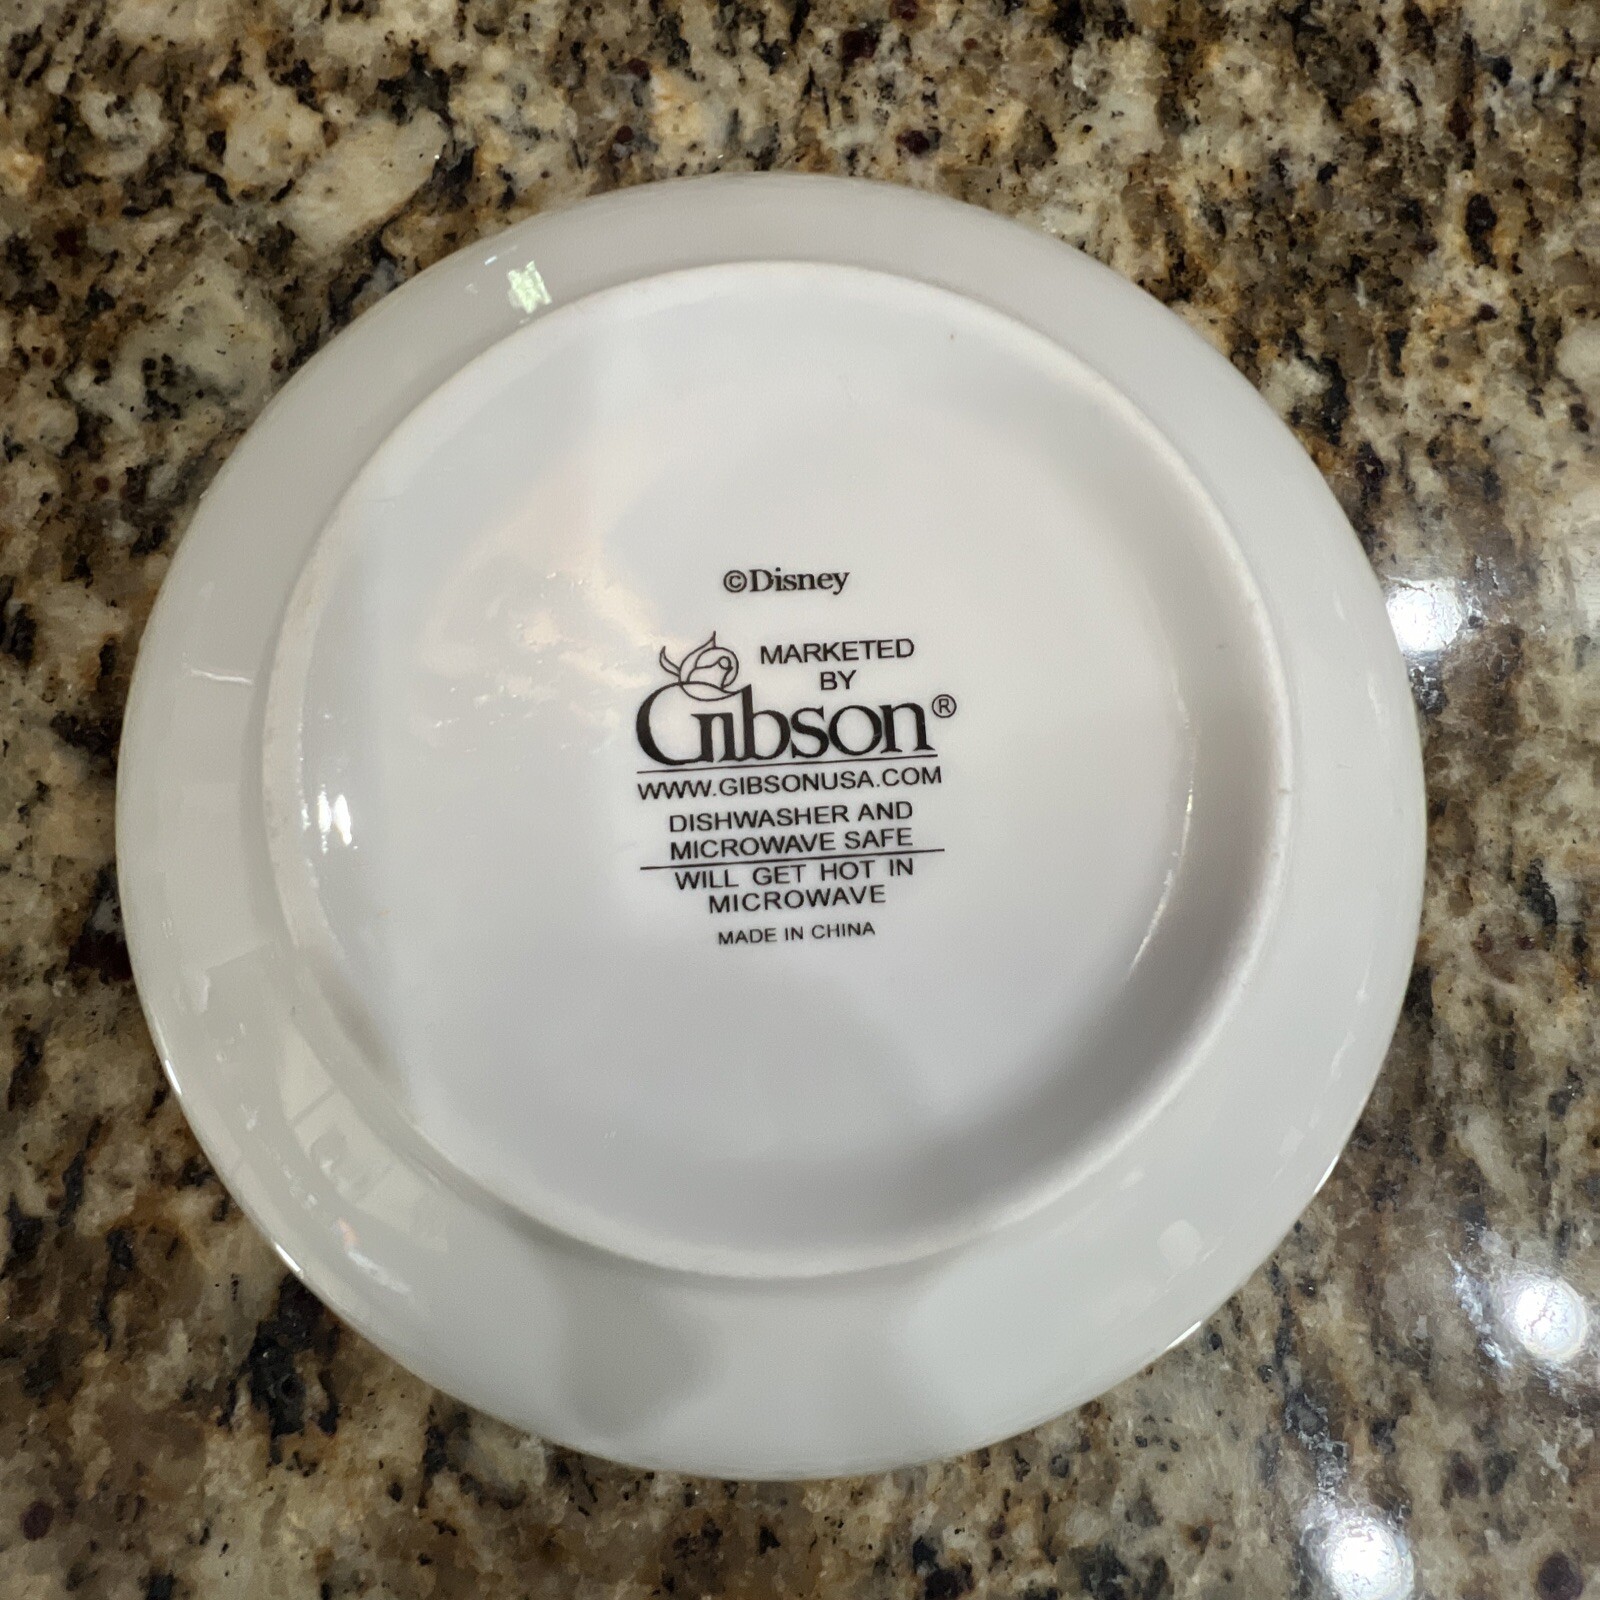 ©Disney
MARKETED
BY
Gibson®
WWW.GIBSONUSA.COM
DISHWASHER AND
MICROWAVE SAFE
WILL GET HOT IN
MICROWAVE
MADE IN CHINA